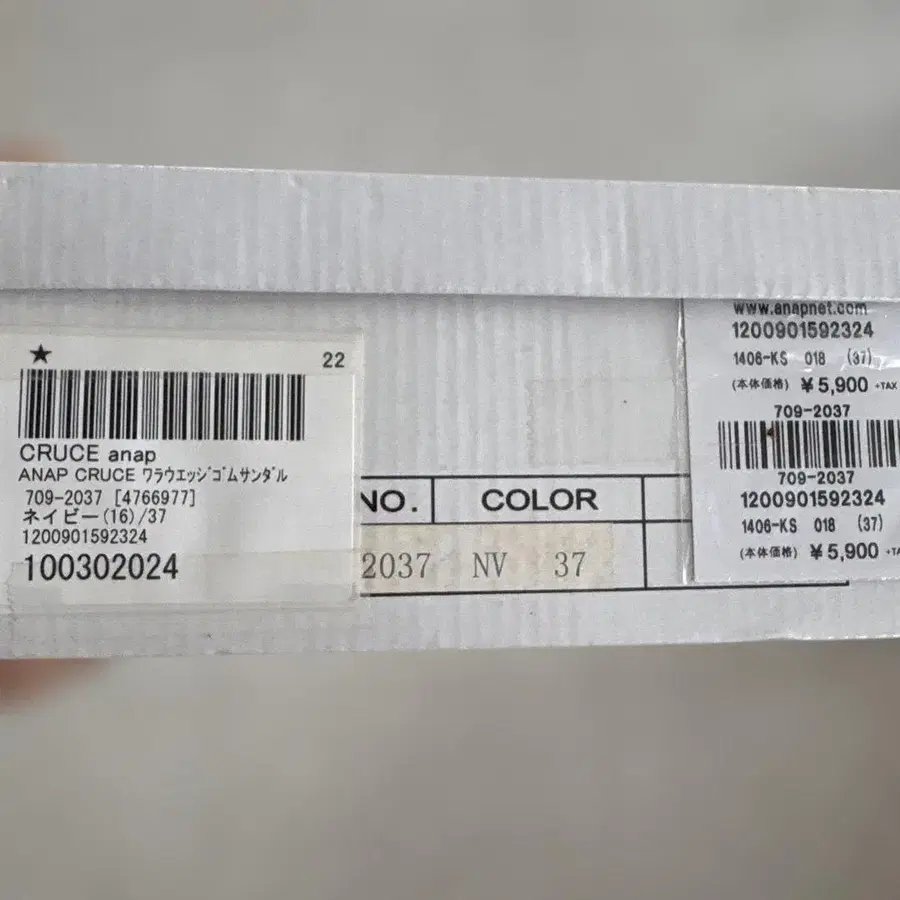 ★ 22
CRUCE anap
ANAP CRUCE ワラウエッジゴムサンダル
709-2037 [4766977]
ネイビー(16)/37
1200901592324
100302024
NO. COLOR
2037 NV 37
www.anapnet.com
1200901592324
1406-KS 018 (37)
(本体価格) ¥5,900 +TAX
709-2037
709-2037
1200901592324
1406-KS 018 (37)
(本体価格) ¥5,900